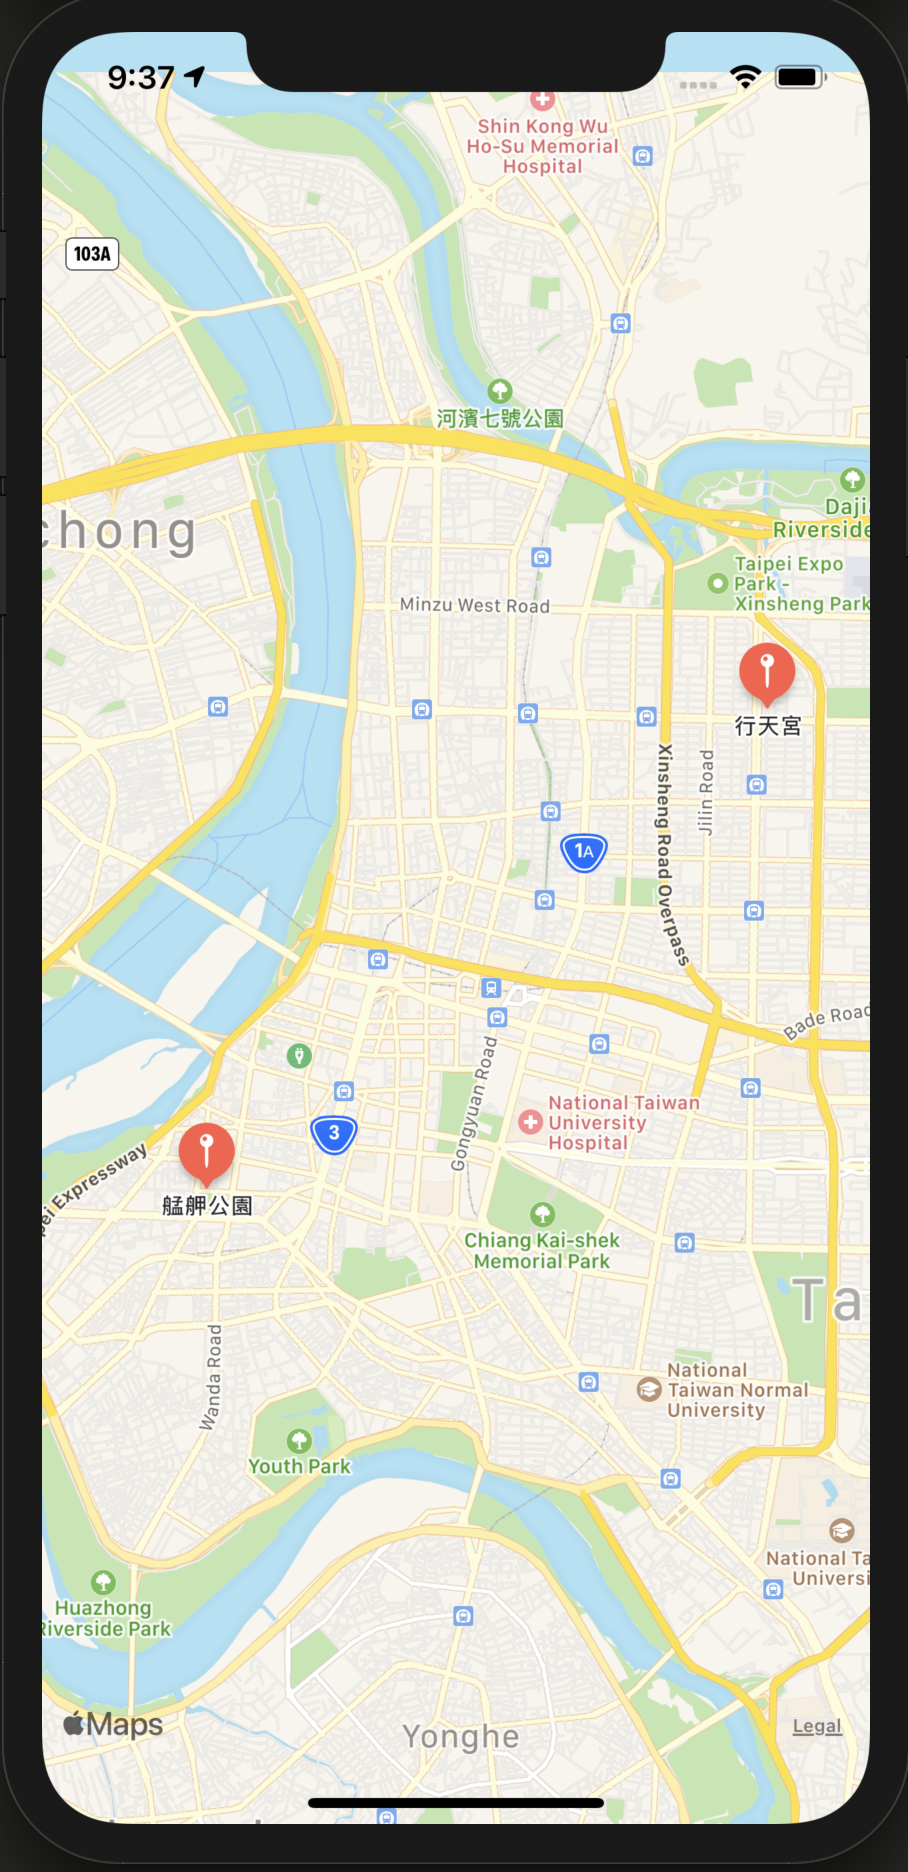 9:37
Shin Kong Wu
Ho-Su Memorial
Hospital
103A
河濱七號公園
chong
Daji
Riverside
Taipei Expo
Park -
Xinsheng Park
Minzu West Road
行天宮
Xinsheng Road Overpass
Jilin Road
1A
Bade Road
Gongyuan Road
National Taiwan
University
Hospital
3
pei Expressway
艋舺公園
Chiang Kai-shek
Memorial Park
Ta
Wanda Road
National
Taiwan Normal
University
Youth Park
National Ta
Universi
Huazhong
Riverside Park
Maps
Yonghe
Legal